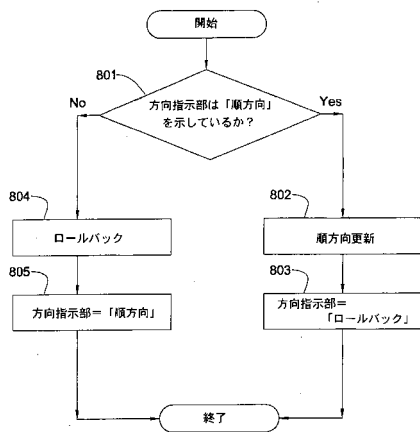 開始
801
方向指示部は「順方向」
を示しているか？
No
Yes
804
ロールバック
802
順方向更新
805
方向指示部＝「順方向」
803
方向指示部＝
「ロールバック」
終了